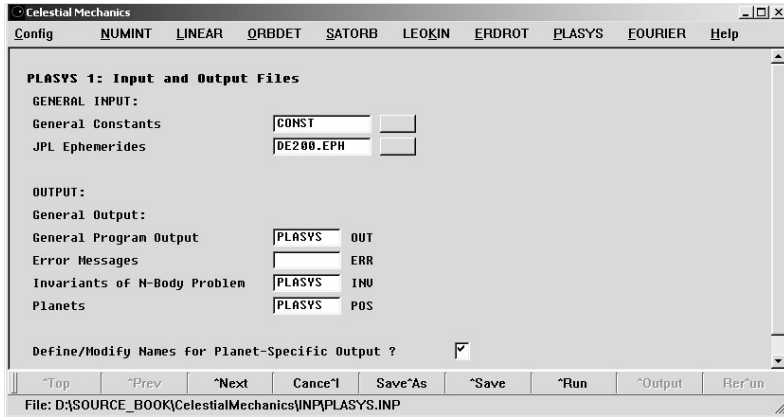 Celestial Mechanics
Config NUMINT LINEAR ORBDET SATORB LEOKIN ERDROT PLASYS FOURIER Help
PLASYS 1: Input and Output Files
GENERAL INPUT:
General Constants CONST
JPL Ephemerides DE200.EPH
OUTPUT:
General Output:
General Program Output PLASYS OUT
Error Messages ERR
Invariants of N-Body Problem PLASYS INV
Planets PLASYS POS
Define/Modify Names for Planet-Specific Output ?
^Top ^Prev ^Next Cance^l Save^As ^Save ^Run ^Output Rer^un
File: D:\SOURCE_BOOK\CelestialMechanics\INP\PLASYS.INP